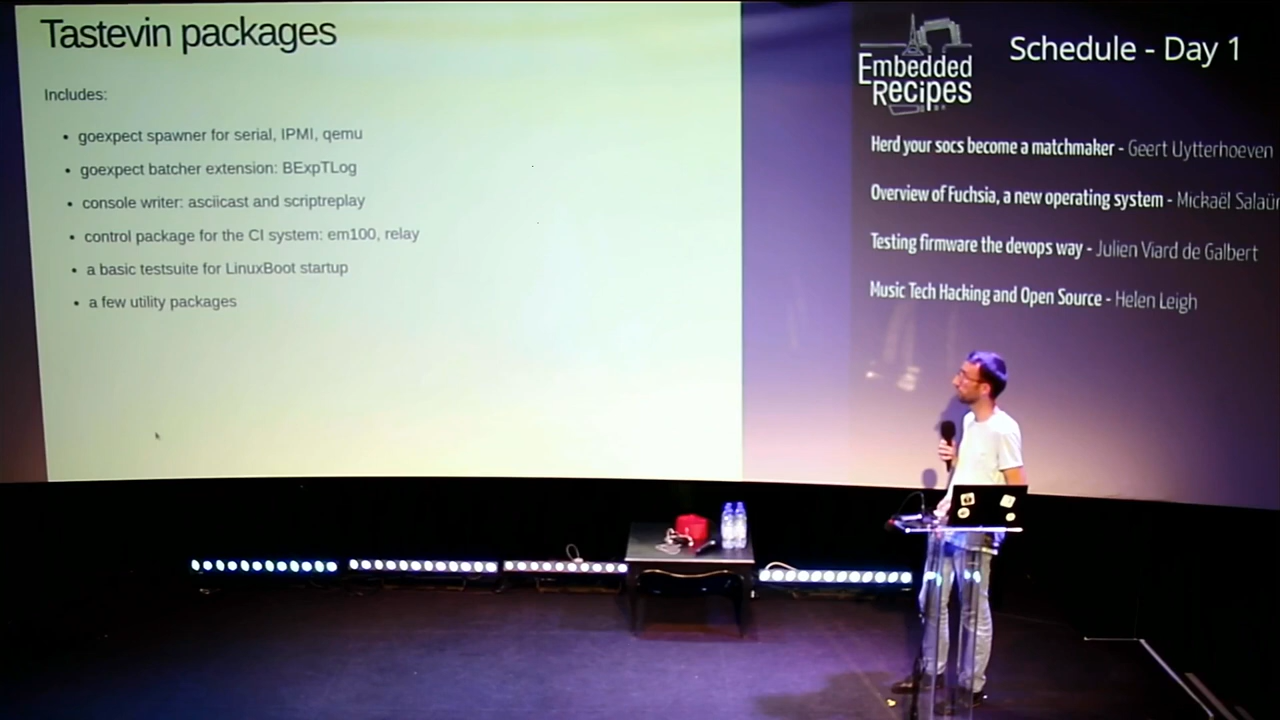 Tastevin packages
Includes:
• goexpect spawner for serial, IPMI, qemu
• goexpect batcher extension: BExpTLog
• console writer: asciicast and scriptreplay
• control package for the CI system: em100, relay
• a basic testsuite for LinuxBoot startup
• a few utility packages
Embedded
Recipes
Schedule - Day 1
Herd your socs become a matchmaker - Geert Uytterhoeven
Overview of Fuchsia, a new operating system - Mickaël Salaün
Testing firmware the devops way - Julien Viard de Galbert
Music Tech Hacking and Open Source - Helen Leigh